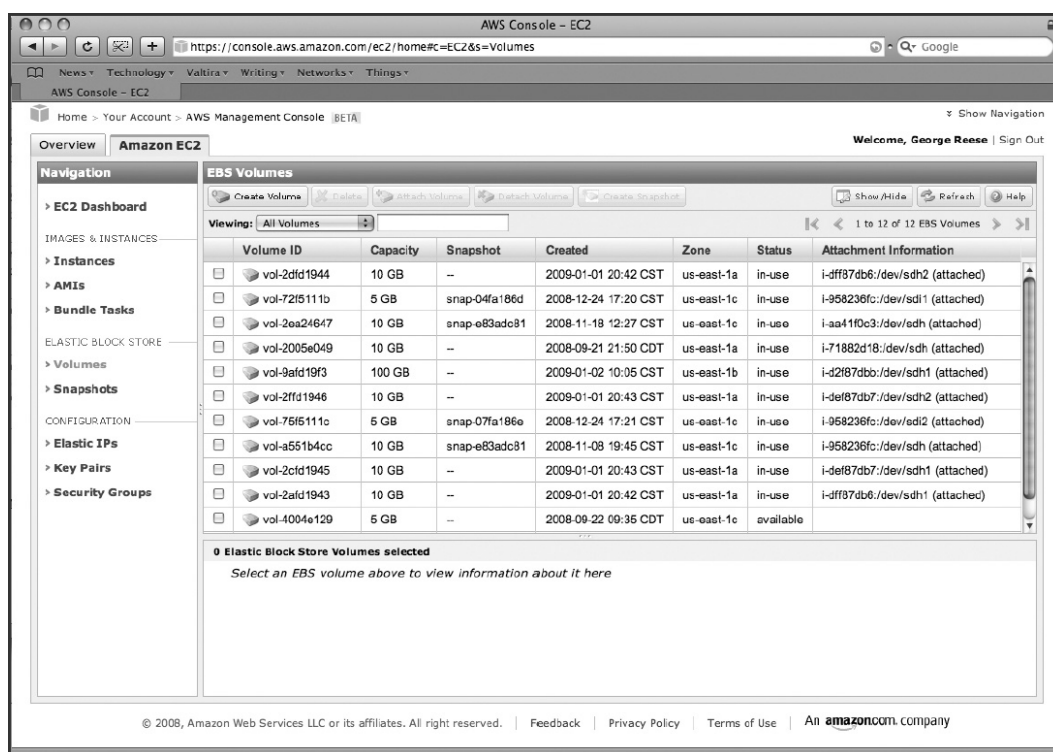 AWS Console – EC2
https://console.aws.amazon.com/ec2/home#c=EC2&s=Volumes
Google
News Technology Valtira Writing Networks Things
AWS Console – EC2
Home > Your Account > AWS Management Console BETA
Show Navigation
Overview Amazon EC2
Welcome, George Reese | Sign Out
Navigation
> EC2 Dashboard
IMAGES & INSTANCES
> Instances
> AMIs
> Bundle Tasks
ELASTIC BLOCK STORE
> Volumes
> Snapshots
CONFIGURATION
> Elastic IPs
> Key Pairs
> Security Groups
EBS Volumes
Create Volume Delete Attach Volume Detach Volume Create Snapshot Show/Hide Refresh Help
Viewing: All Volumes 1 to 12 of 12 EBS Volumes
Volume ID Capacity Snapshot Created Zone Status Attachment Information
vol-2dfd1944 10 GB -- 2009-01-01 20:42 CST us-east-1a in-use i-dff87db6:/dev/sdh2 (attached)
vol-72f5111b 5 GB snap-04fa186d 2008-12-24 17:20 CST us-east-1c in-use i-958236fc:/dev/sdi1 (attached)
vol-2ea24647 10 GB snap-e83adc81 2008-11-18 12:27 CST us-east-1c in-use i-aa41f0c3:/dev/sdh (attached)
vol-2005e049 10 GB -- 2008-09-21 21:50 CDT us-east-1c in-use i-71882d18:/dev/sdh (attached)
vol-9afd19f3 100 GB -- 2009-01-02 10:05 CST us-east-1b in-use i-d2f87dbb:/dev/sdh1 (attached)
vol-2ffd1946 10 GB -- 2009-01-01 20:43 CST us-east-1a in-use i-def87db7:/dev/sdh2 (attached)
vol-75f5111c 5 GB snap-07fa186e 2008-12-24 17:21 CST us-east-1c in-use i-958236fc:/dev/sdi2 (attached)
vol-a551b4cc 10 GB snap-e83adc81 2008-11-08 19:45 CST us-east-1c in-use i-958236fc:/dev/sdh (attached)
vol-2cfd1945 10 GB -- 2009-01-01 20:43 CST us-east-1a in-use i-def87db7:/dev/sdh1 (attached)
vol-2afd1943 10 GB -- 2009-01-01 20:42 CST us-east-1a in-use i-dff87db6:/dev/sdh1 (attached)
vol-4004e129 5 GB -- 2008-09-22 09:35 CDT us-east-1c available
0 Elastic Block Store Volumes selected
Select an EBS volume above to view information about it here
© 2008, Amazon Web Services LLC or its affiliates. All right reserved. | Feedback | Privacy Policy | Terms of Use | An amazon.com. company